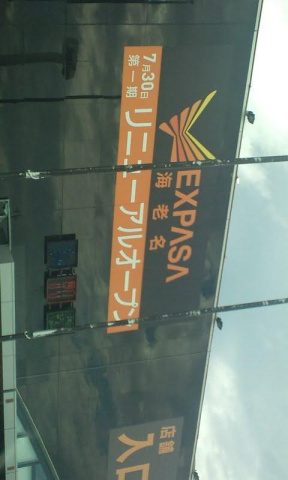 EXPASA
海老名
7月30日
第一期
リニューアルオープン
店舗
入口